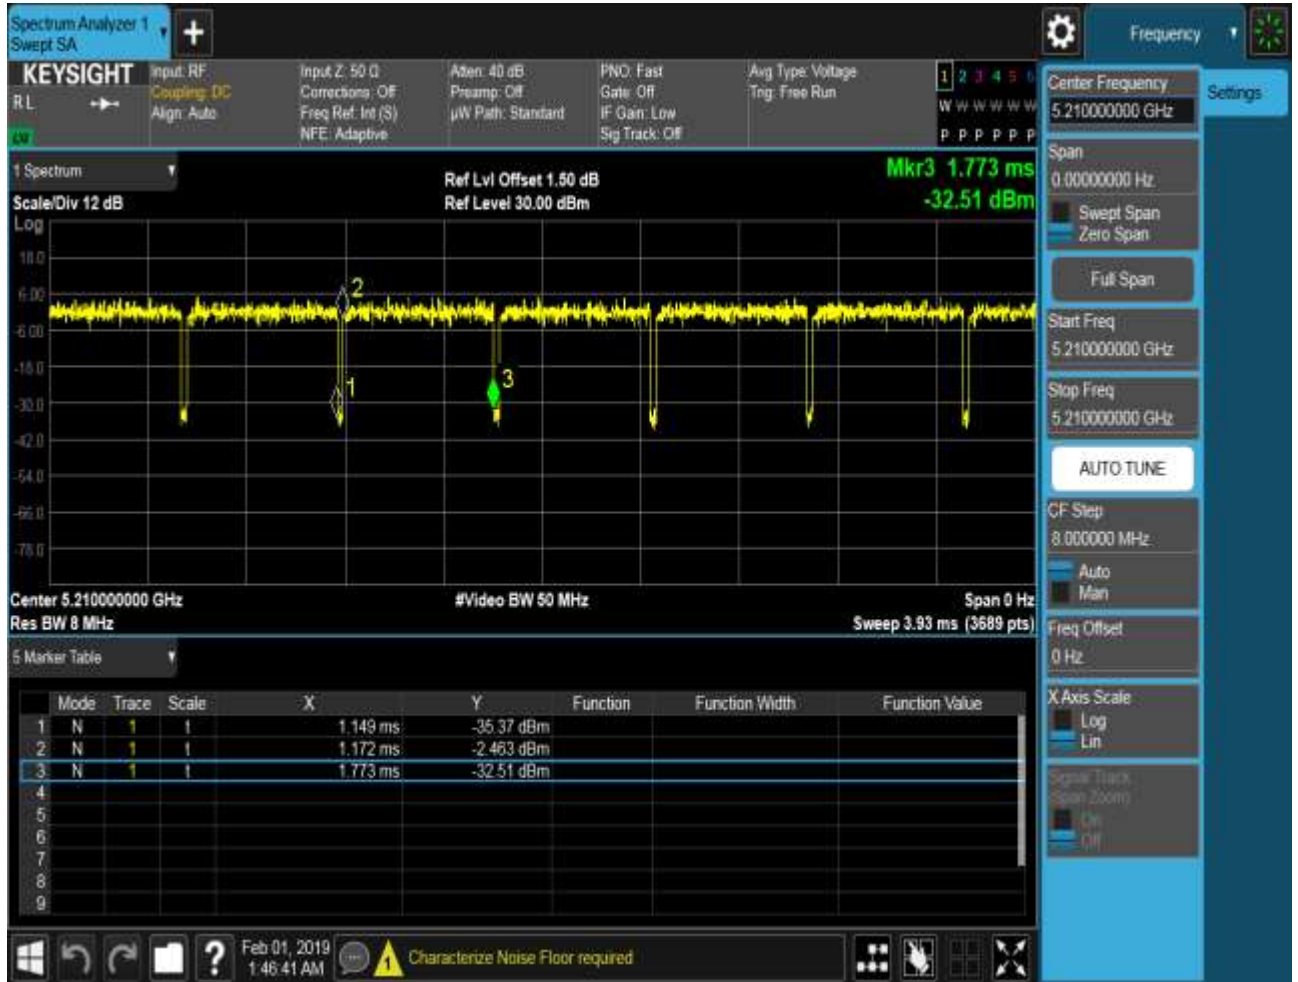 Spectrum Analyzer 1
Swept SA
+
Frequency
KEYSIGHT
R L
Input: RF
Coupling: DC
Align: Auto
Input Z: 50 Ω
Corrections: Off
Freq Ref: Int (S)
NFE: Adaptive
Atten: 40 dB
Preamp: Off
µW Path: Standard
PNO: Fast
Gate: Off
IF Gain: Low
Sig Track: Off
Avg Type: Voltage
Trig: Free Run
1 2 3 4 5 6
W W W W W W
P P P P P P
1 Spectrum
Scale/Div 12 dB
Ref Lvl Offset 1.50 dB
Ref Level 30.00 dBm
Mkr3 1.773 ms
-32.51 dBm
Log
18.0
6.00
-6.00
-18.0
-30.0
-42.0
-54.0
-66.0
-78.0
2
1
3
Center 5.210000000 GHz
Res BW 8 MHz
#Video BW 50 MHz
Span 0 Hz
Sweep 3.93 ms (3689 pts)
5 Marker Table
Mode Trace Scale X Y Function Function Width Function Value
1 N 1 t 1.149 ms -35.37 dBm
2 N 1 t 1.172 ms -2.463 dBm
3 N 1 t 1.773 ms -32.51 dBm
4
5
6
7
8
9
Center Frequency
5.210000000 GHz
Settings
Span
0.00000000 Hz
Swept Span
Zero Span
Full Span
Start Freq
5.210000000 GHz
Stop Freq
5.210000000 GHz
AUTO TUNE
CF Step
8.000000 MHz
Auto
Man
Freq Offset
0 Hz
X Axis Scale
Log
Lin
Signal Track
(Span Zoom)
On
Off
?
Feb 01, 2019
1:46:41 AM
1
Characterize Noise Floor required